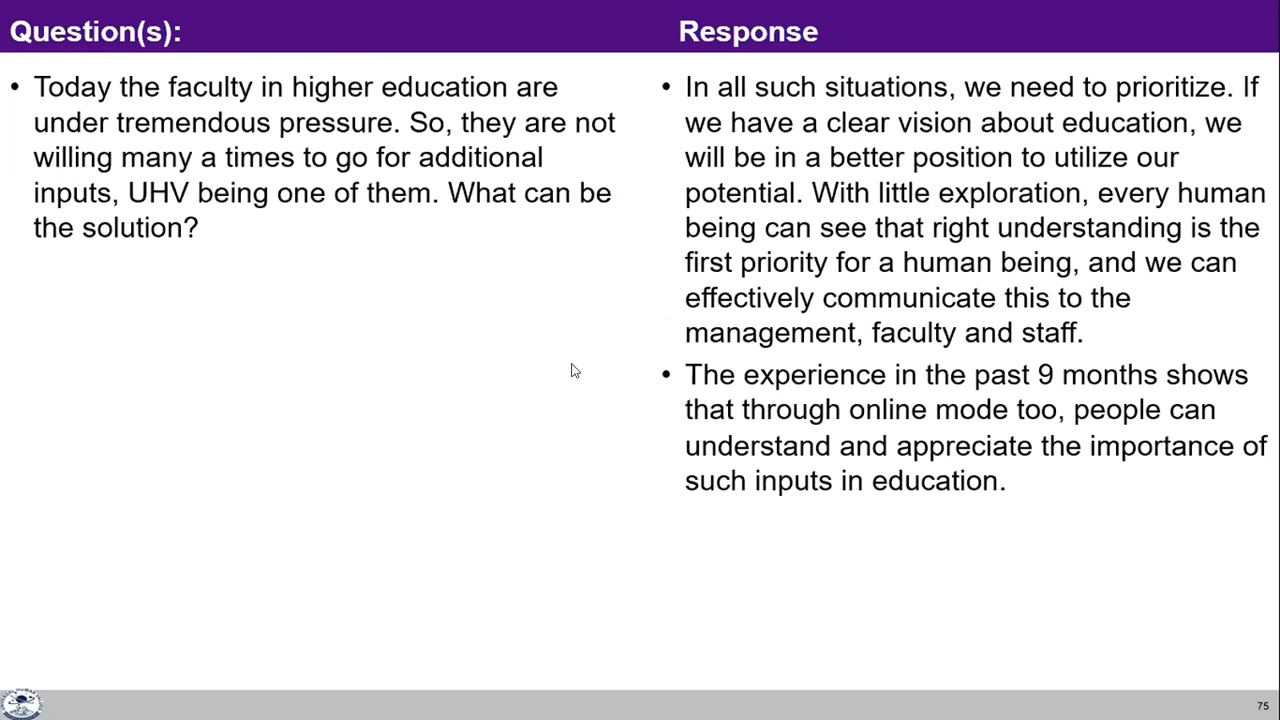 Question(s):
Response
• Today the faculty in higher education are
under tremendous pressure. So, they are not
willing many a times to go for additional
inputs, UHV being one of them. What can be
the solution?
• In all such situations, we need to prioritize. If
we have a clear vision about education, we
will be in a better position to utilize our
potential. With little exploration, every human
being can see that right understanding is the
first priority for a human being, and we can
effectively communicate this to the
management, faculty and staff.
• The experience in the past 9 months shows
that through online mode too, people can
understand and appreciate the importance of
such inputs in education.
75